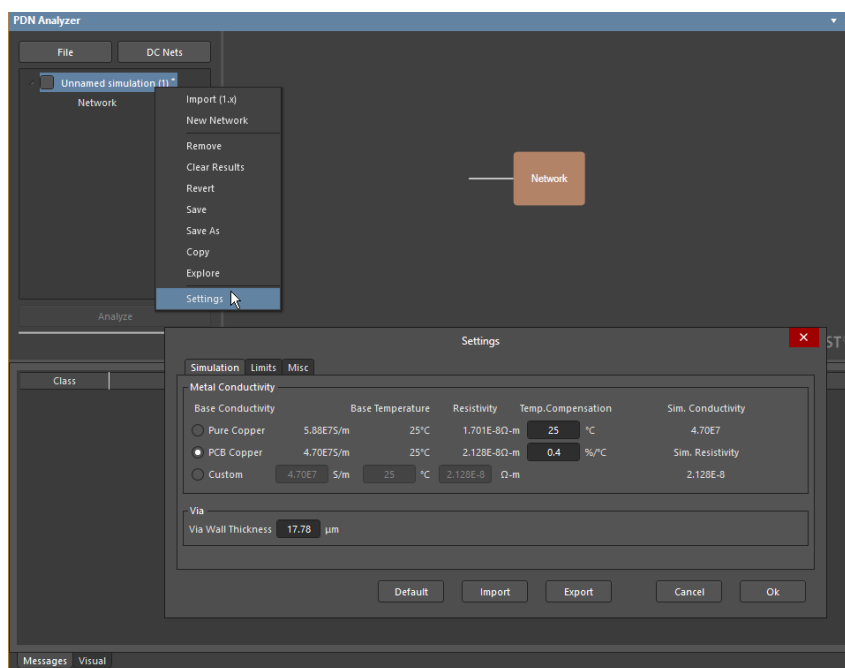 PDN Analyzer
File DC Nets
Unnamed simulation (1) *
Network
Import (1.x)
New Network
Remove
Clear Results
Revert
Save
Save As
Copy
Explore
Settings
Network
Analyze
ST
Class
Settings
Simulation Limits Misc
Metal Conductivity
Base Conductivity Base Temperature Resistivity Temp.Compensation Sim. Conductivity
Pure Copper 5.88E7S/m 25°C 1.701E-8Ω-m 25 °C 4.70E7
PCB Copper 4.70E7S/m 25°C 2.128E-8Ω-m 0.4 %/°C Sim. Resistivity
Custom 4.70E7 S/m 25 °C 2.128E-8 Ω-m 2.128E-8
Via
Via Wall Thickness 17.78 µm
Default Import Export Cancel Ok
Messages Visual